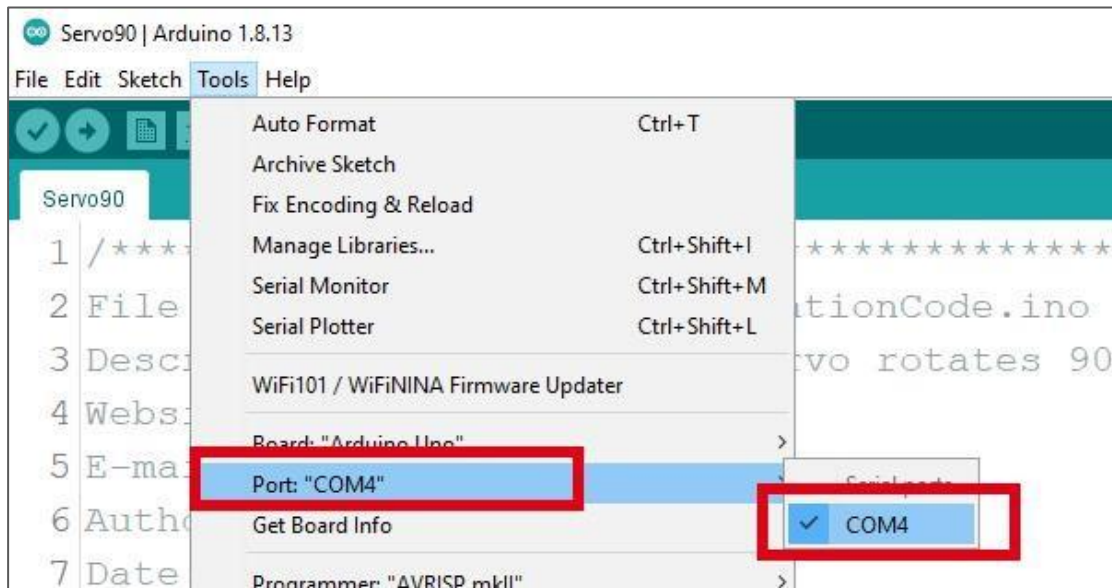 Servo90 | Arduino 1.8.13
File Edit Sketch Tools Help
Auto Format Ctrl+T
Archive Sketch
Servo90
Fix Encoding & Reload
1 /**** Manage Libraries... Ctrl+Shift+I *************
Serial Monitor Ctrl+Shift+M
2 File tionCode.ino
Serial Plotter Ctrl+Shift+L
3 Desc vo rotates 90
WiFi101 / WiFiNINA Firmware Updater
4 Webs
Board: "Arduino Uno"
5 E-ma
Port: "COM4"
Serial ports
6 Autho Get Board Info COM4
7 Date Programmer: "AVRISP mkII"